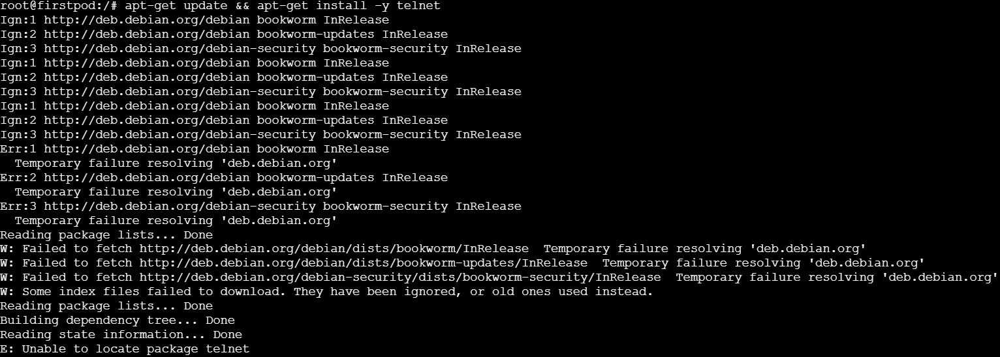 root@firstpod:/# apt-get update && apt-get install -y telnet
Ign:1 http://deb.debian.org/debian bookworm InRelease
Ign:2 http://deb.debian.org/debian bookworm-updates InRelease
Ign:3 http://deb.debian.org/debian-security bookworm-security InRelease
Ign:1 http://deb.debian.org/debian bookworm InRelease
Ign:2 http://deb.debian.org/debian bookworm-updates InRelease
Ign:3 http://deb.debian.org/debian-security bookworm-security InRelease
Ign:1 http://deb.debian.org/debian bookworm InRelease
Ign:2 http://deb.debian.org/debian bookworm-updates InRelease
Ign:3 http://deb.debian.org/debian-security bookworm-security InRelease
Err:1 http://deb.debian.org/debian bookworm InRelease
  Temporary failure resolving 'deb.debian.org'
Err:2 http://deb.debian.org/debian bookworm-updates InRelease
  Temporary failure resolving 'deb.debian.org'
Err:3 http://deb.debian.org/debian-security bookworm-security InRelease
  Temporary failure resolving 'deb.debian.org'
Reading package lists... Done
W: Failed to fetch http://deb.debian.org/debian/dists/bookworm/InRelease  Temporary failure resolving 'deb.debian.org'
W: Failed to fetch http://deb.debian.org/debian/dists/bookworm-updates/InRelease  Temporary failure resolving 'deb.debian.org'
W: Failed to fetch http://deb.debian.org/debian-security/dists/bookworm-security/InRelease  Temporary failure resolving 'deb.debian.org'
W: Some index files failed to download. They have been ignored, or old ones used instead.
Reading package lists... Done
Building dependency tree... Done
Reading state information... Done
E: Unable to locate package telnet